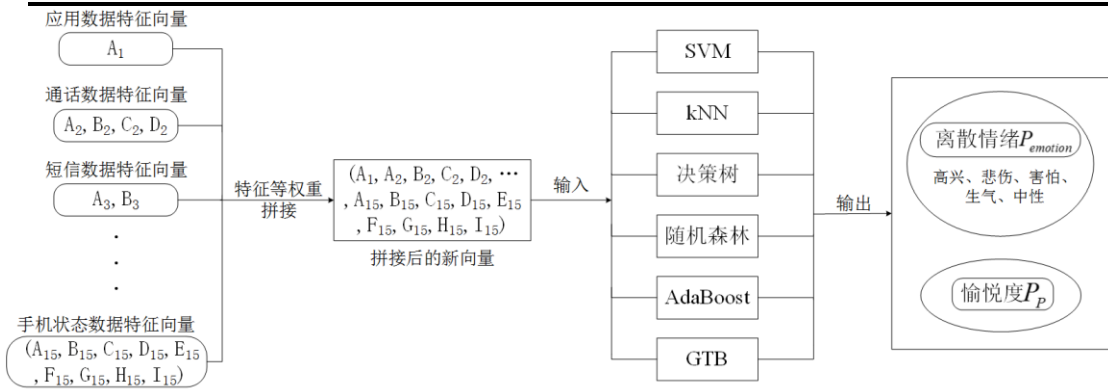 应用数据特征向量
A₁
通话数据特征向量
A₂, B₂, C₂, D₂
短信数据特征向量
A₃, B₃
.
.
.
手机状态数据特征向量
(A₁₅, B₁₅, C₁₅, D₁₅, E₁₅
, F₁₅, G₁₅, H₁₅, I₁₅)
特征等权重
拼接
(A₁, A₂, B₂, C₂, D₂, ···
, A₁₅, B₁₅, C₁₅, D₁₅, E₁₅
, F₁₅, G₁₅, H₁₅, I₁₅)
拼接后的新向量
输入
SVM
kNN
决策树
随机森林
AdaBoost
GTB
输出
离散情绪P_emotion
高兴、悲伤、害怕、
生气、中性
愉悦度P_P